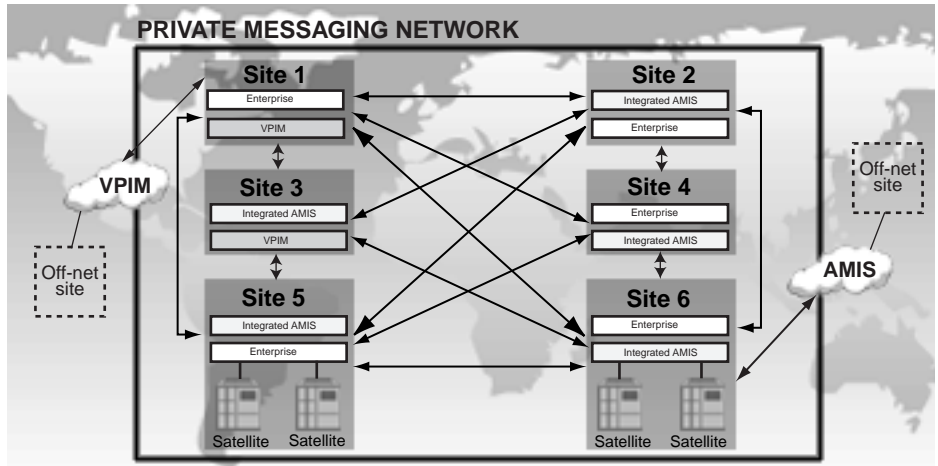 PRIVATE MESSAGING NETWORK
Site 1
Enterprise
VPIM
Site 2
Integrated AMIS
Enterprise
VPIM
Off-net
site
Site 3
Integrated AMIS
VPIM
Site 4
Enterprise
Integrated AMIS
Off-net
site
AMIS
Site 5
Integrated AMIS
Enterprise
Satellite
Satellite
Site 6
Enterprise
Integrated AMIS
Satellite
Satellite